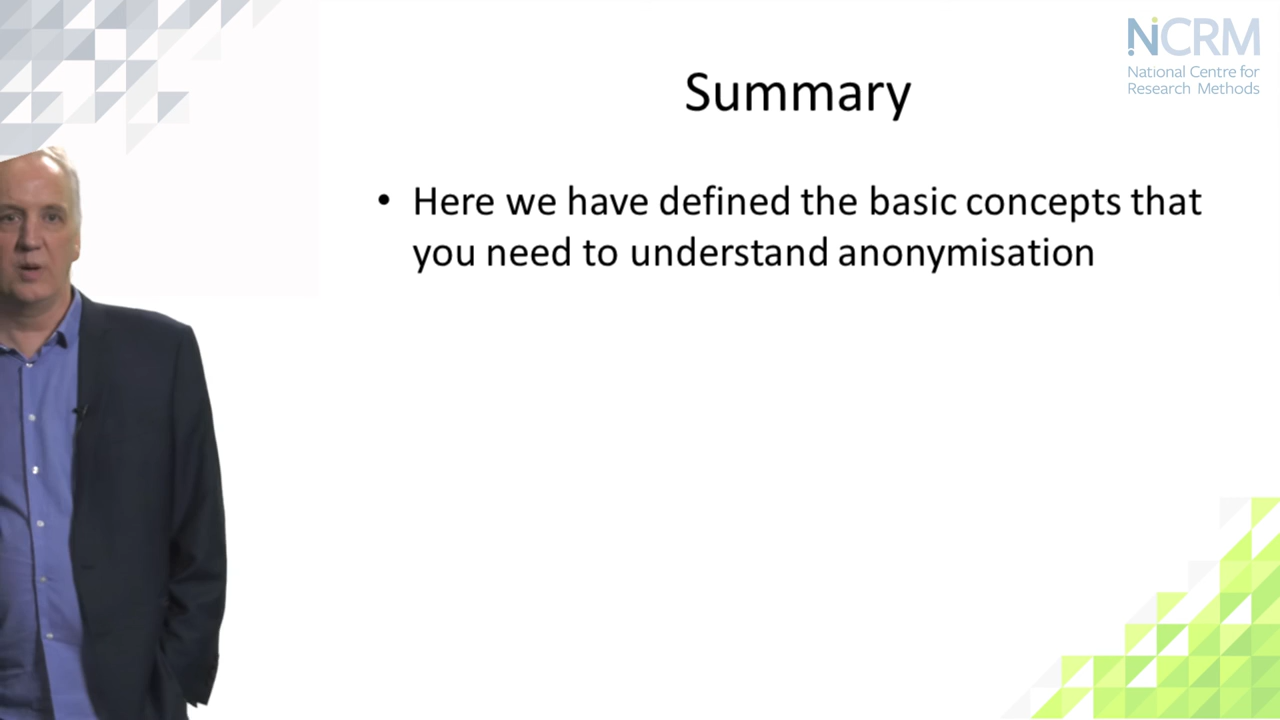 NCRM
National Centre for
Research Methods
Summary
• Here we have defined the basic concepts that
you need to understand anonymisation